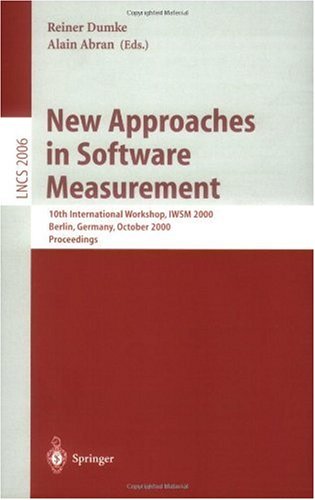 Reiner Dumke
Alain Abran (Eds.)
LNCS 2006
New Approaches
in Software
Measurement
10th International Workshop, IWSM 2000
Berlin, Germany, October 2000
Proceedings
Springer